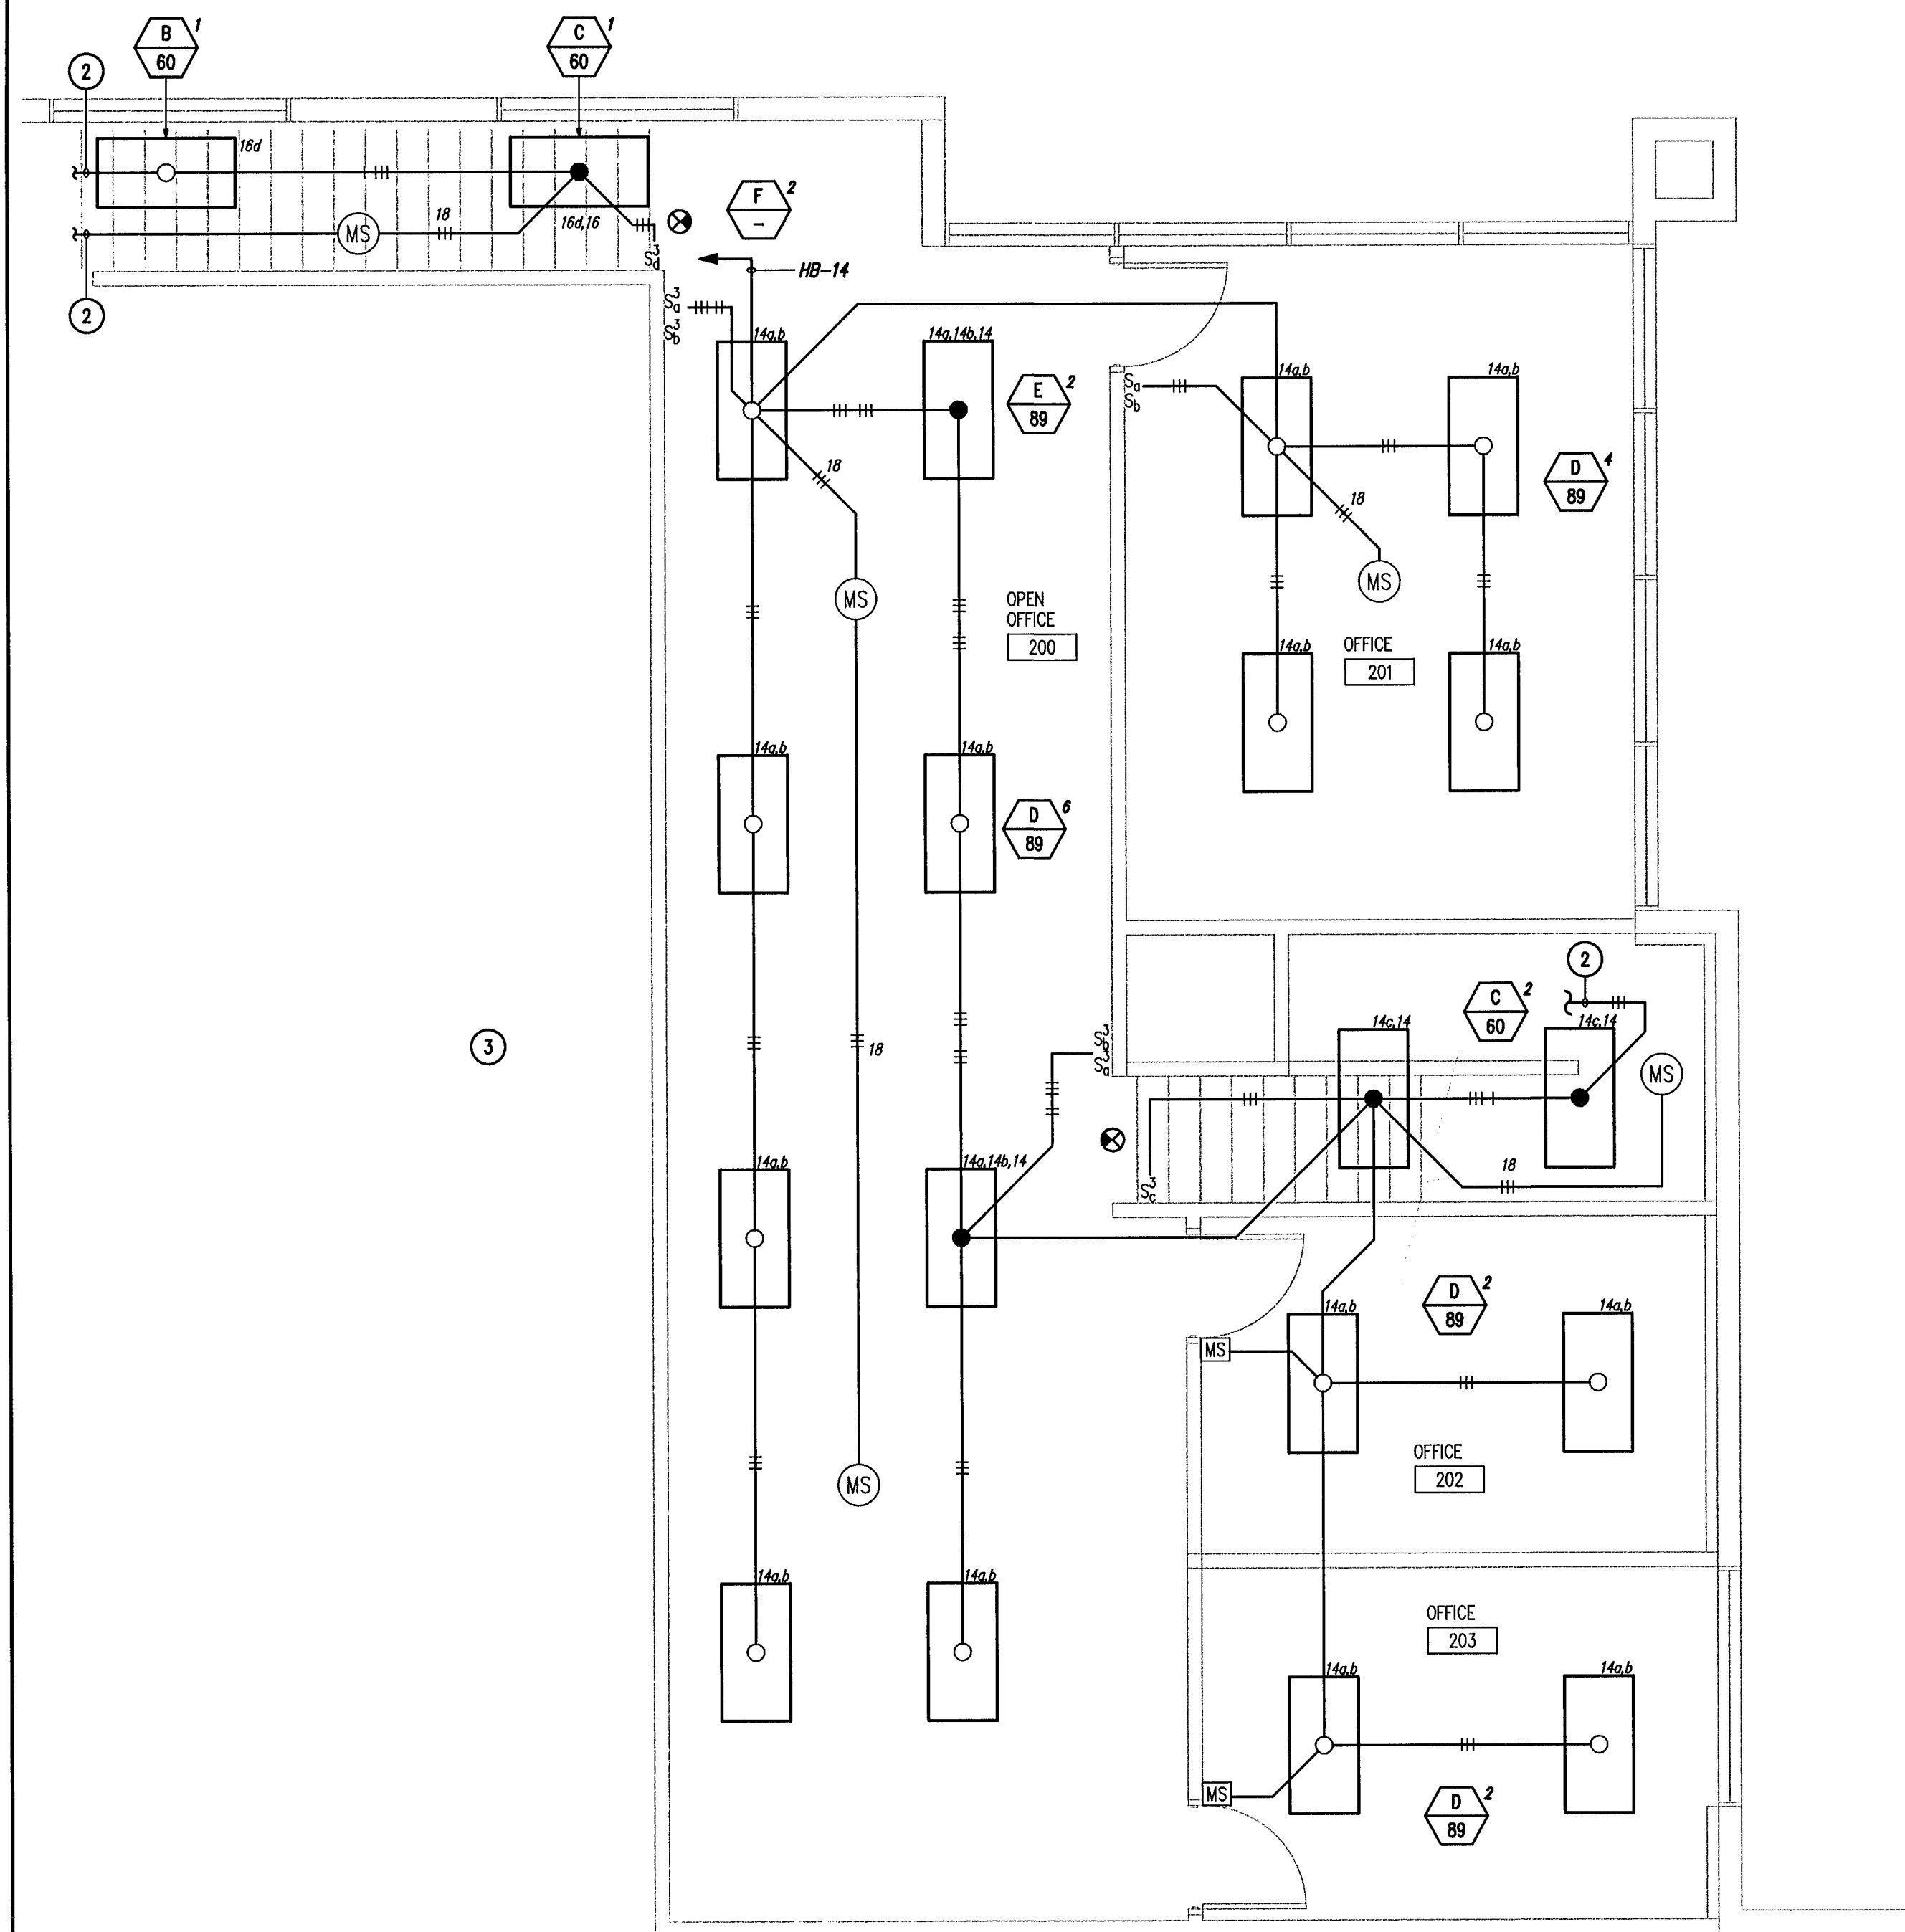 B 1
60
C 1
60
2
16d
F 2
–
18
MS
16d,16
S3d
HB-14
2
S3a
S3b
14a,b
14a,14b,14
E 2
89
Sa
Sb
14a,b
14a,b
D 4
89
18
18
MS
MS
OPEN
OFFICE
200
OFFICE
201
14a,b
14a,b
14a,b
14a,b
D 6
89
2
C 2
60
14c,14
14c,14
3
18
S3b
S3a
MS
14a,b
14a,14b,14
18
S3c
D 2
89
14a,b
14a,b
MS
OFFICE
202
MS
14a,b
14a,b
OFFICE
203
14a,b
14a,b
MS
D 2
89